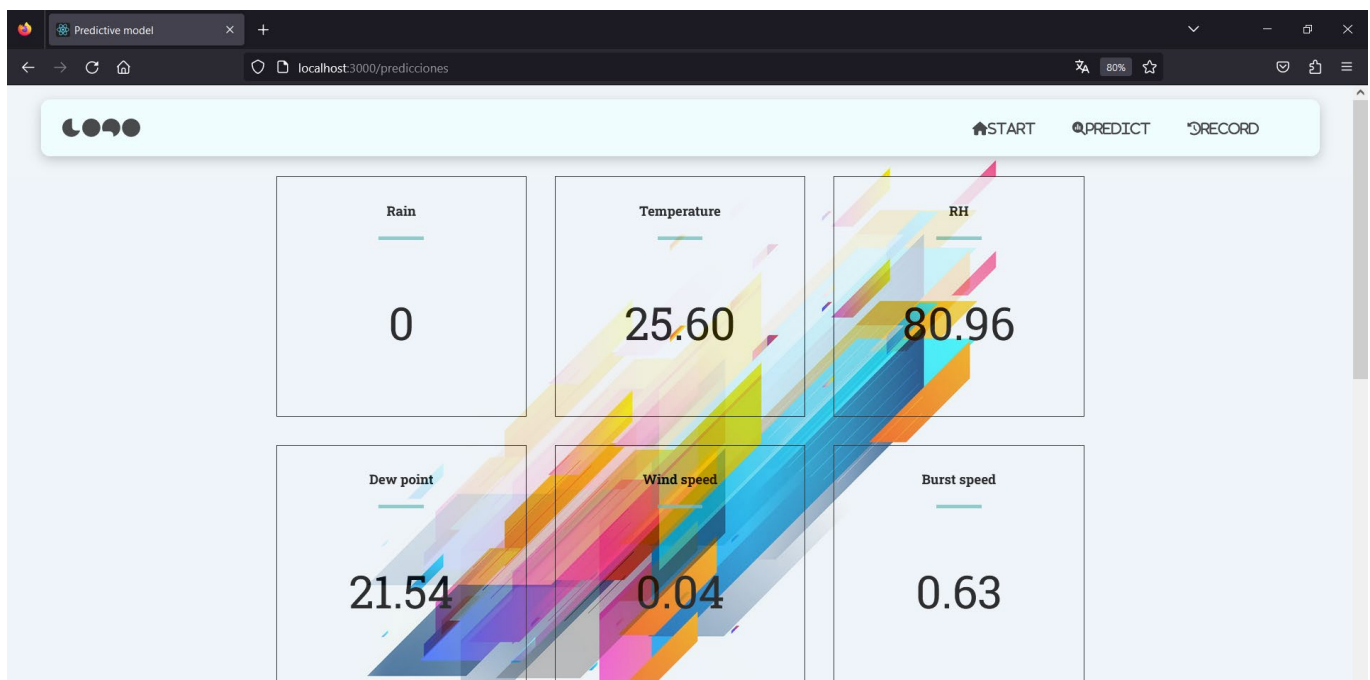 Predictive model
localhost:3000/predicciones
80%
LOGO
START PREDICT RECORD
Rain Temperature RH
0 25.60 80.96
Dew point Wind speed Burst speed
21.54 0.04 0.63